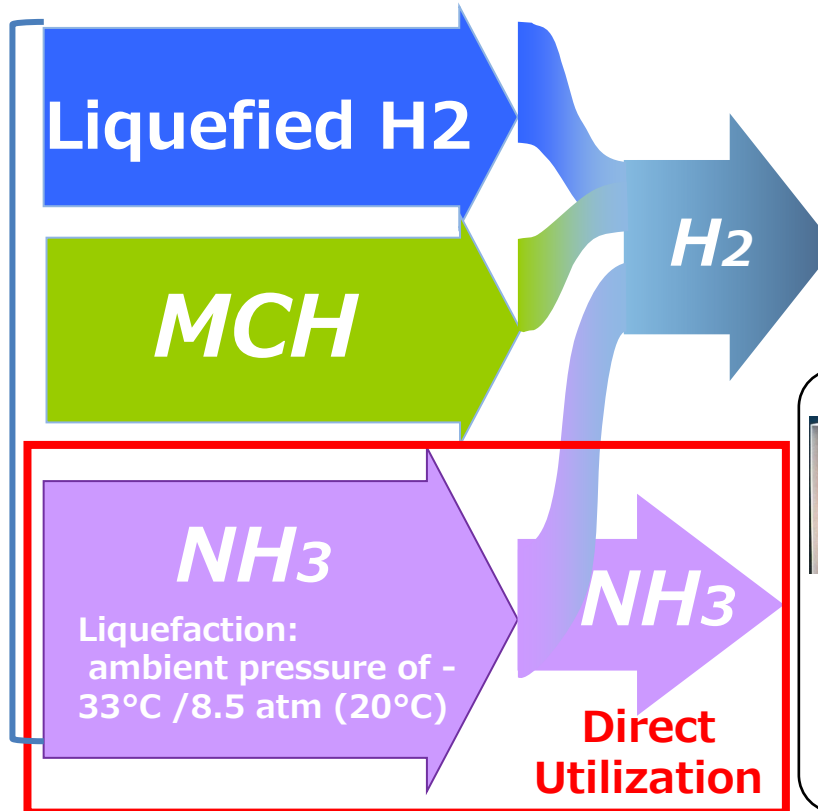 Liquefied H2
H2
MCH
NH3
Liquefaction:
ambient pressure of -
33°C /8.5 atm (20°C)
NH3
Direct
Utilization